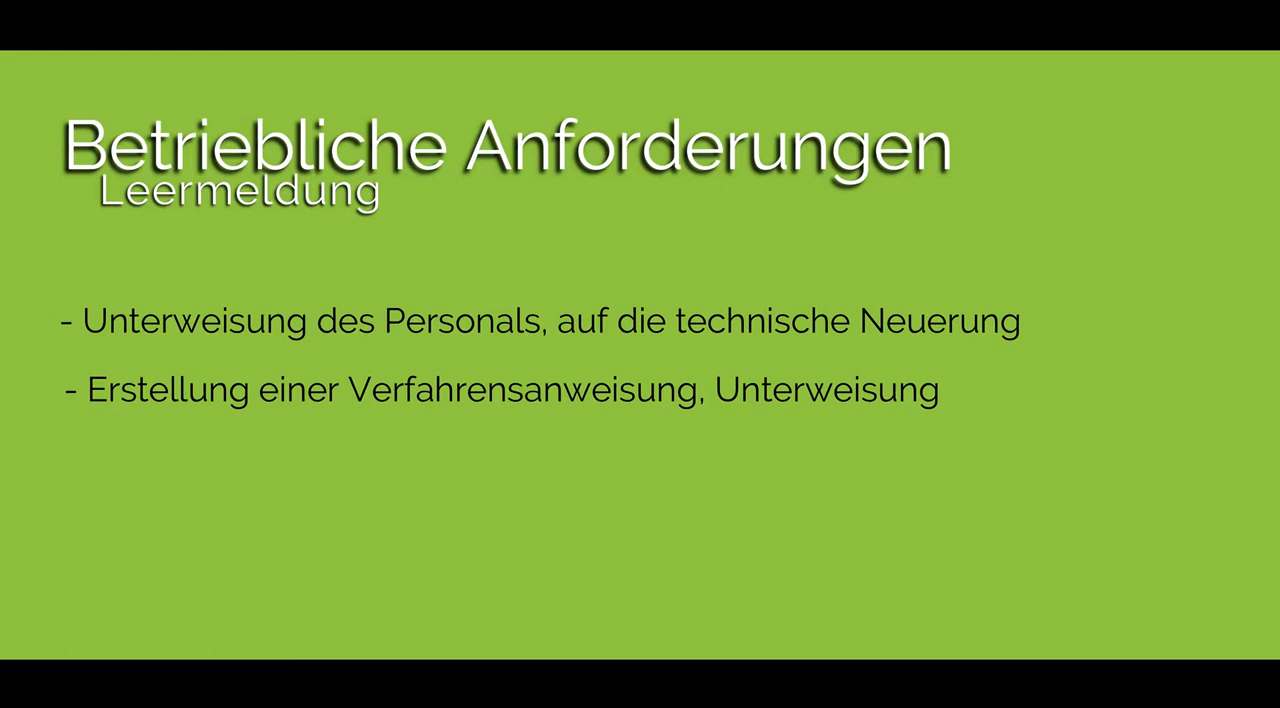 Betriebliche Anforderungen
Leermeldung
- Unterweisung des Personals, auf die technische Neuerung
- Erstellung einer Verfahrensanweisung, Unterweisung